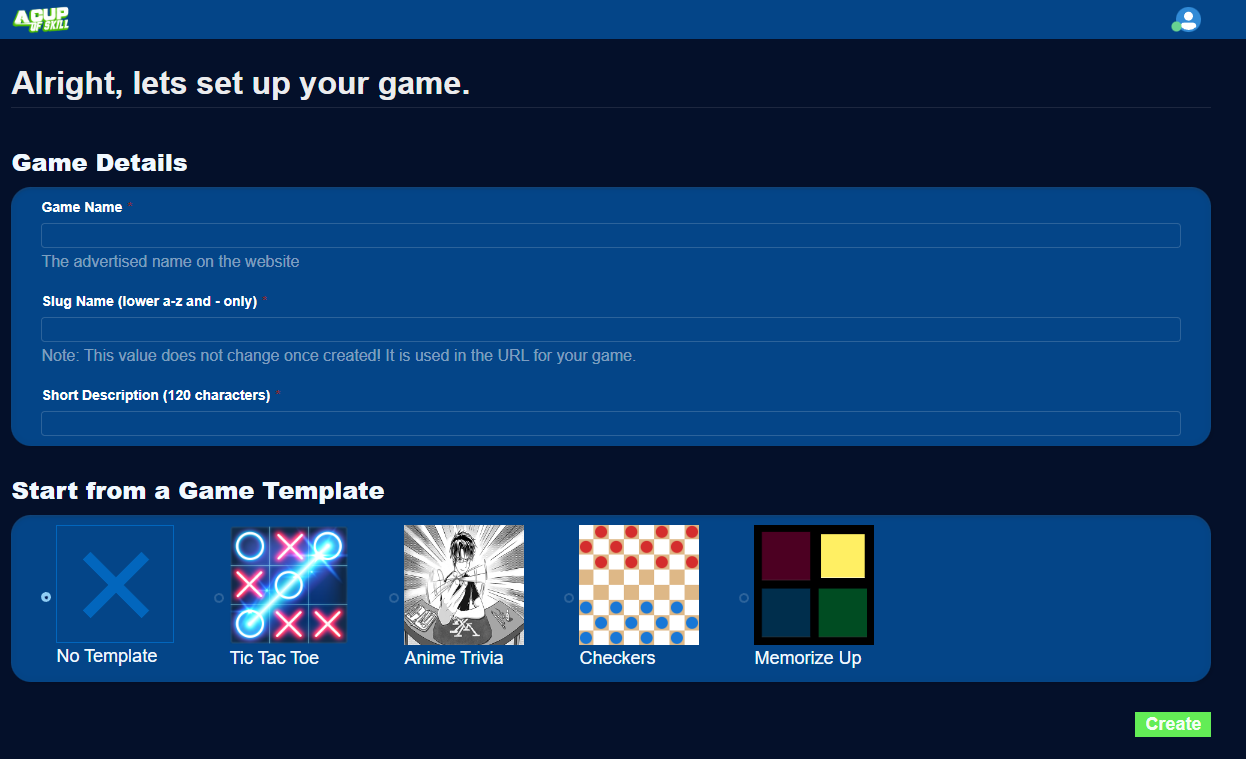 A CUP
OF SKILL
Alright, lets set up your game.
Game Details
Game Name *
The advertised name on the website
Slug Name (lower a-z and - only) *
Note: This value does not change once created! It is used in the URL for your game.
Short Description (120 characters) *
Start from a Game Template
No Template
Tic Tac Toe
Anime Trivia
Checkers
Memorize Up
Create